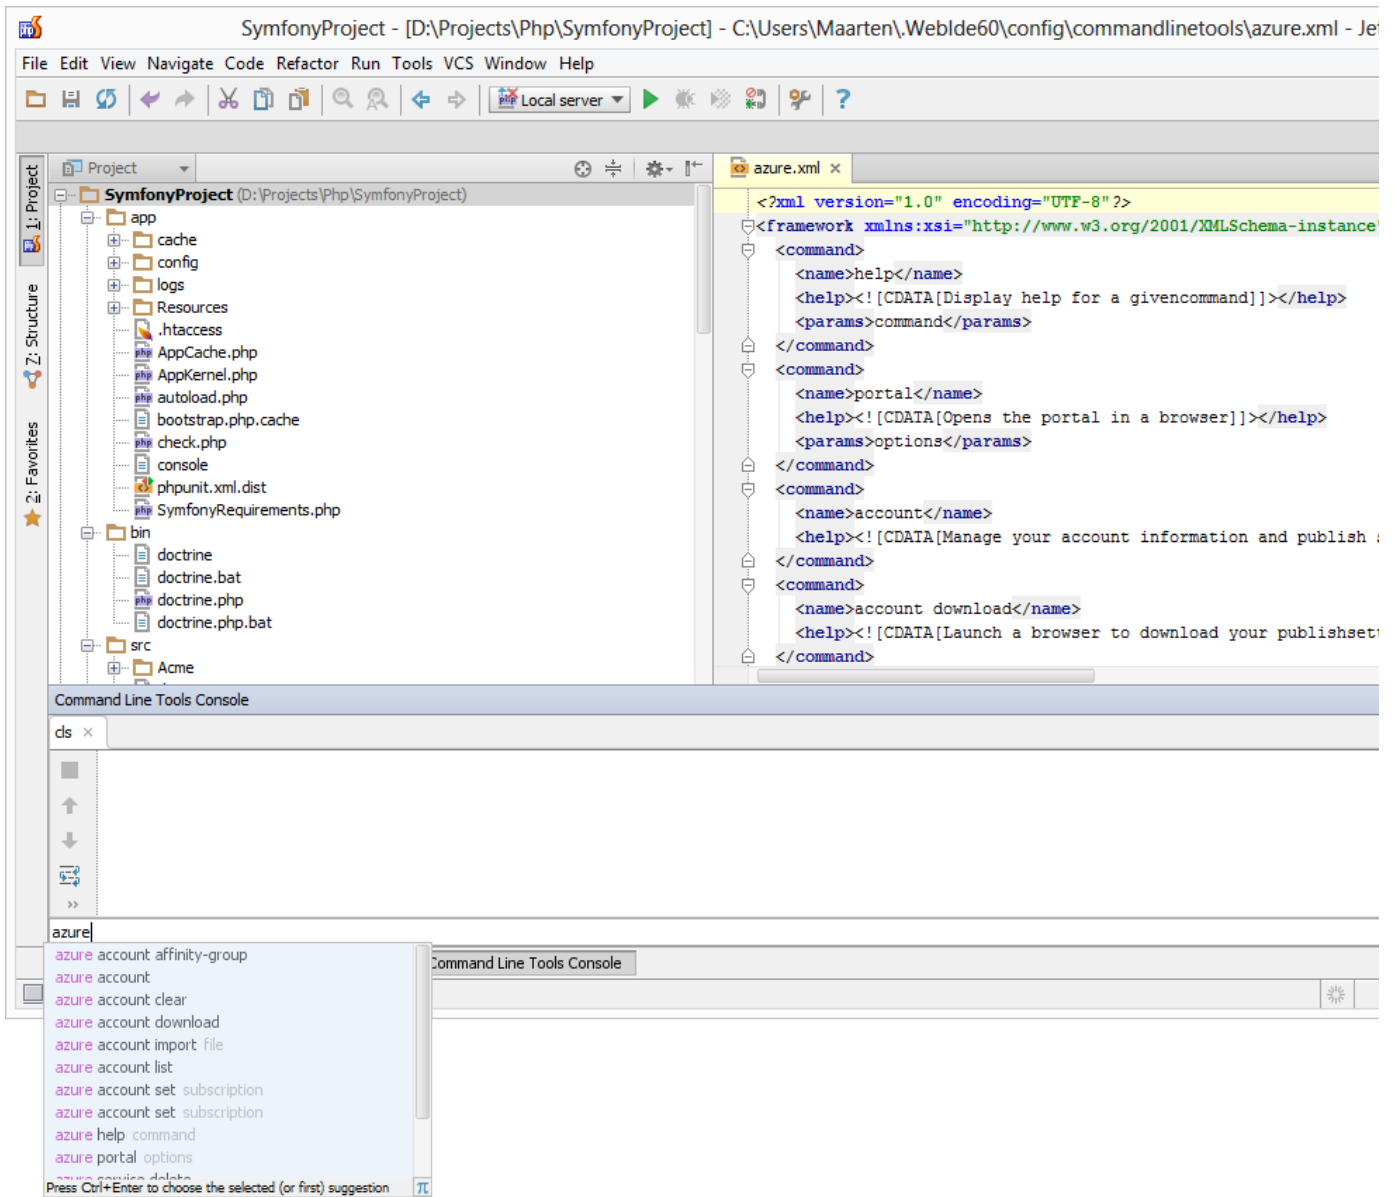 SymfonyProject - [D:\Projects\Php\SymfonyProject] - C:\Users\Maarten\.WebIde60\config\commandlinetools\azure.xml - Jet
File Edit View Navigate Code Refactor Run Tools VCS Window Help
Local server
1: Project
Z: Structure
2: Favorites
Project
SymfonyProject (D:\Projects\Php\SymfonyProject)
app
cache
config
logs
Resources
.htaccess
AppCache.php
AppKernel.php
autoload.php
bootstrap.php.cache
check.php
console
phpunit.xml.dist
SymfonyRequirements.php
bin
doctrine
doctrine.bat
doctrine.php
doctrine.php.bat
src
Acme
azure.xml
<?xml version="1.0" encoding="UTF-8"?>
<framework xmlns:xsi="http://www.w3.org/2001/XMLSchema-instance"
<command>
<name>help</name>
<help><![CDATA[Display help for a givencommand]]></help>
<params>command</params>
</command>
<command>
<name>portal</name>
<help><![CDATA[Opens the portal in a browser]]></help>
<params>options</params>
</command>
<command>
<name>account</name>
<help><![CDATA[Manage your account information and publish s
</command>
<command>
<name>account download</name>
<help><![CDATA[Launch a browser to download your publishsett
</command>
Command Line Tools Console
cls
azure
azure account affinity-group
azure account
azure account clear
azure account download
azure account import file
azure account list
azure account set subscription
azure account set subscription
azure help command
azure portal options
azure service delete
Press Ctrl+Enter to choose the selected (or first) suggestion π
Command Line Tools Console